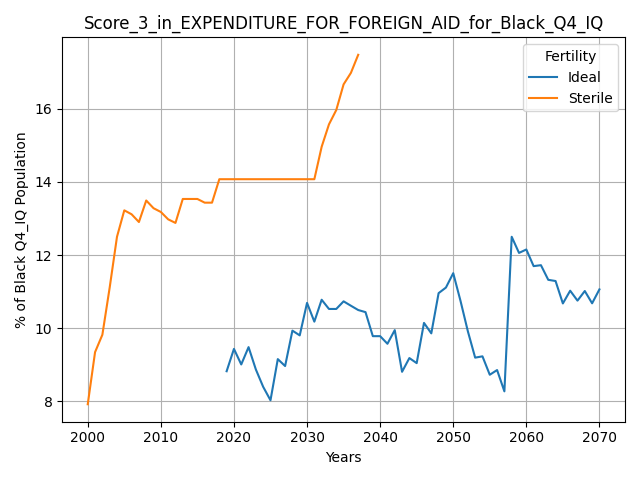 Score_3_in_EXPENDITURE_FOR_FOREIGN_AID_for_Black_Q4_IQ
Fertility
Ideal
Sterile
% of Black Q4_IQ Population
16
14
12
10
8
2000 2010 2020 2030 2040 2050 2060 2070
Years